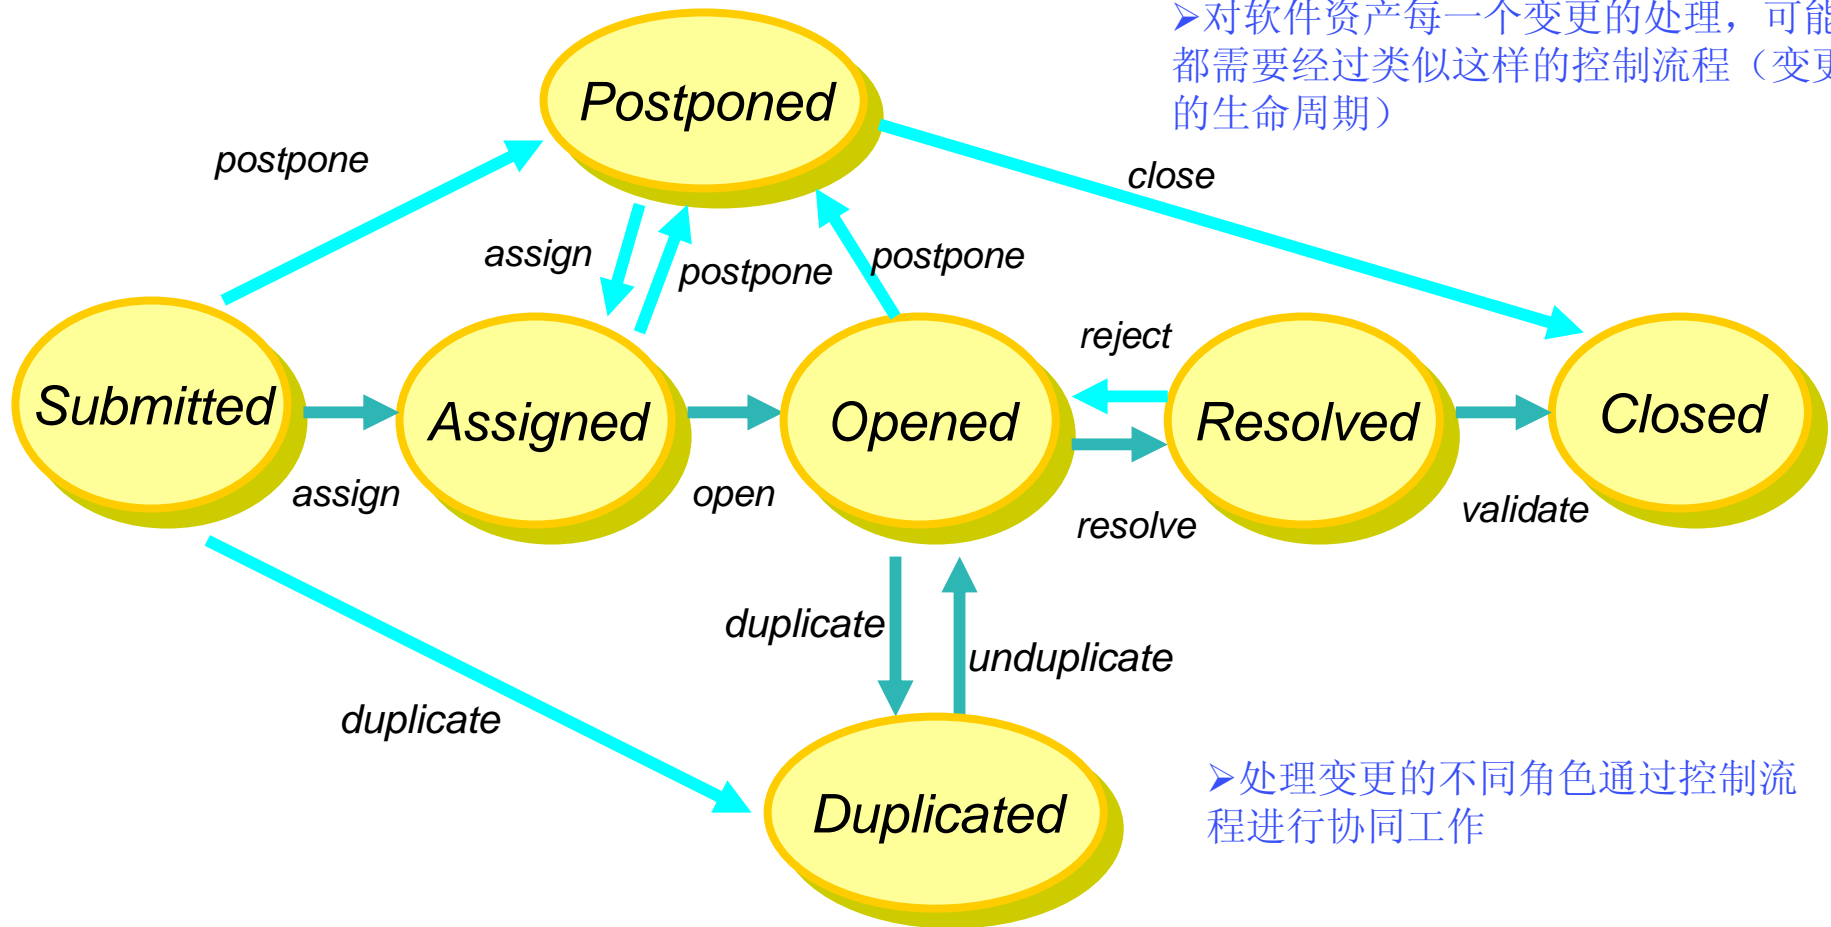 ➢对软件资产每一个变更的处理，可能
都需要经过类似这样的控制流程（变更
的生命周期）
Postponed
postpone
close
assign
postpone
postpone
reject
Submitted
Assigned
Opened
Resolved
Closed
assign
open
resolve
validate
duplicate
unduplicate
duplicate
Duplicated
➢处理变更的不同角色通过控制流
程进行协同工作